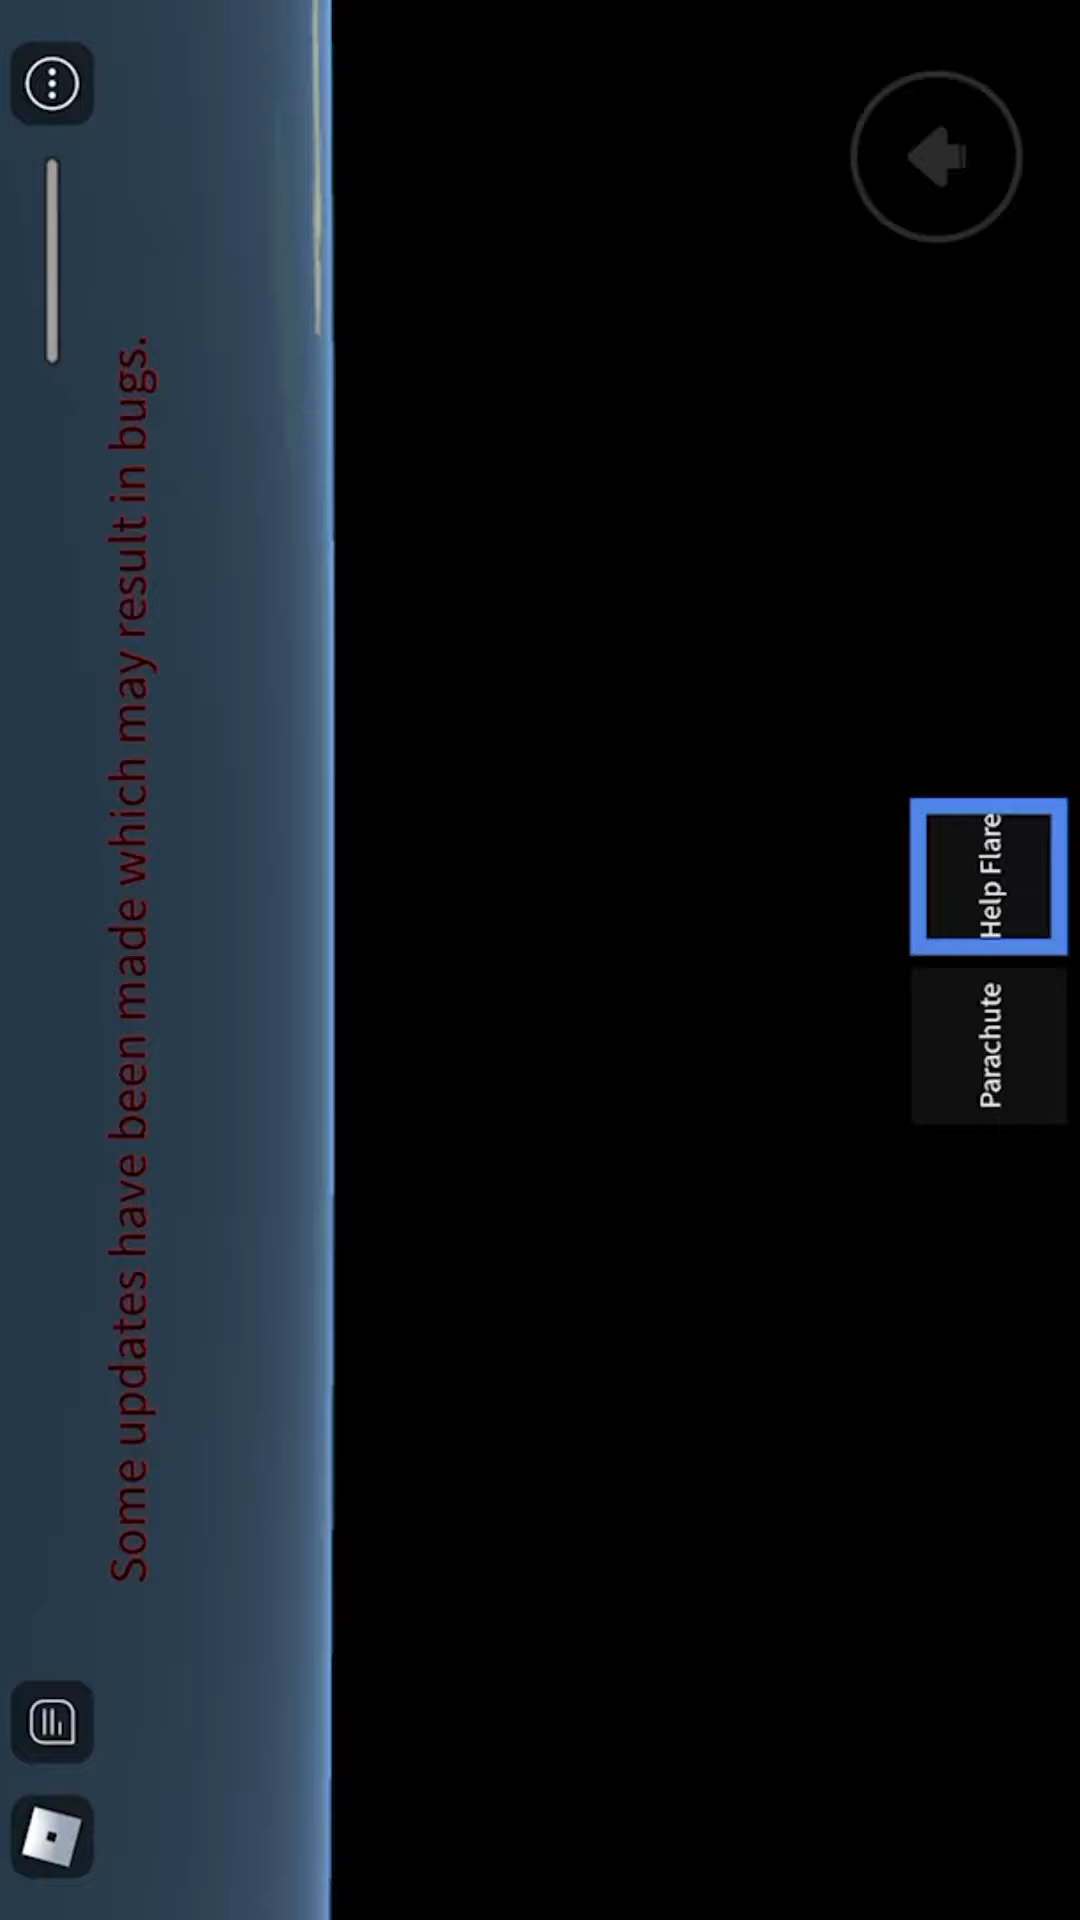 Some updates have been made which may result in bugs.
Parachute
Help Flare